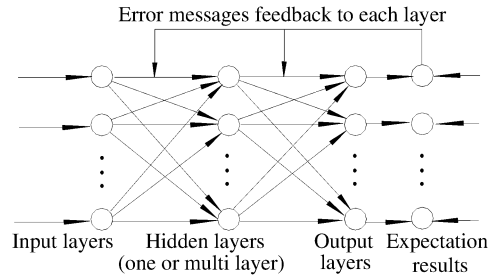 Error messages feedback to each layer
Input layers Hidden layers Output Expectation
(one or multi layer) layers results